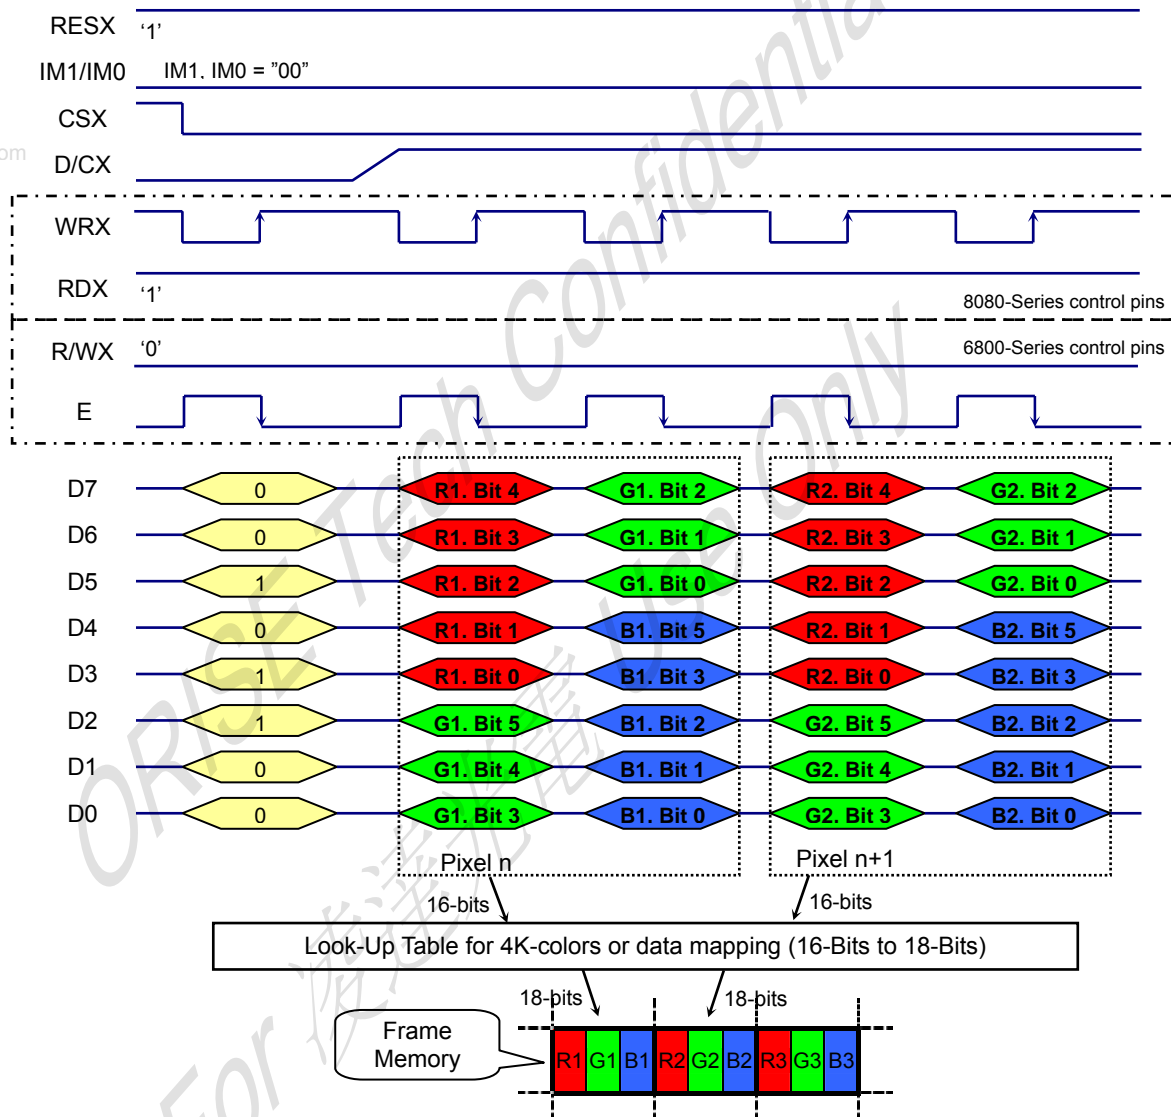 RESX '1'
IM1/IM0 IM1, IM0 = "00"
CSX
om
D/CX
WRX
RDX '1'
8080-Series control pins
R/WX '0'
6800-Series control pins
E
D7 0 R1. Bit 4 G1. Bit 2 R2. Bit 4 G2. Bit 2
D6 0 R1. Bit 3 G1. Bit 1 R2. Bit 3 G2. Bit 1
D5 1 R1. Bit 2 G1. Bit 0 R2. Bit 2 G2. Bit 0
D4 0 R1. Bit 1 B1. Bit 5 R2. Bit 1 B2. Bit 5
D3 1 R1. Bit 0 B1. Bit 3 R2. Bit 0 B2. Bit 3
D2 1 G1. Bit 5 B1. Bit 2 G2. Bit 5 B2. Bit 2
D1 0 G1. Bit 4 B1. Bit 1 G2. Bit 4 B2. Bit 1
D0 0 G1. Bit 3 B1. Bit 0 G2. Bit 3 B2. Bit 0
Pixel n Pixel n+1
16-bits 16-bits
Look-Up Table for 4K-colors or data mapping (16-Bits to 18-Bits)
18-bits 18-bits
Frame
Memory
R1 G1 B1 R2 G2 B2 R3 G3 B3
ORISE Tech Confidential
For 凌達光電 Use Only